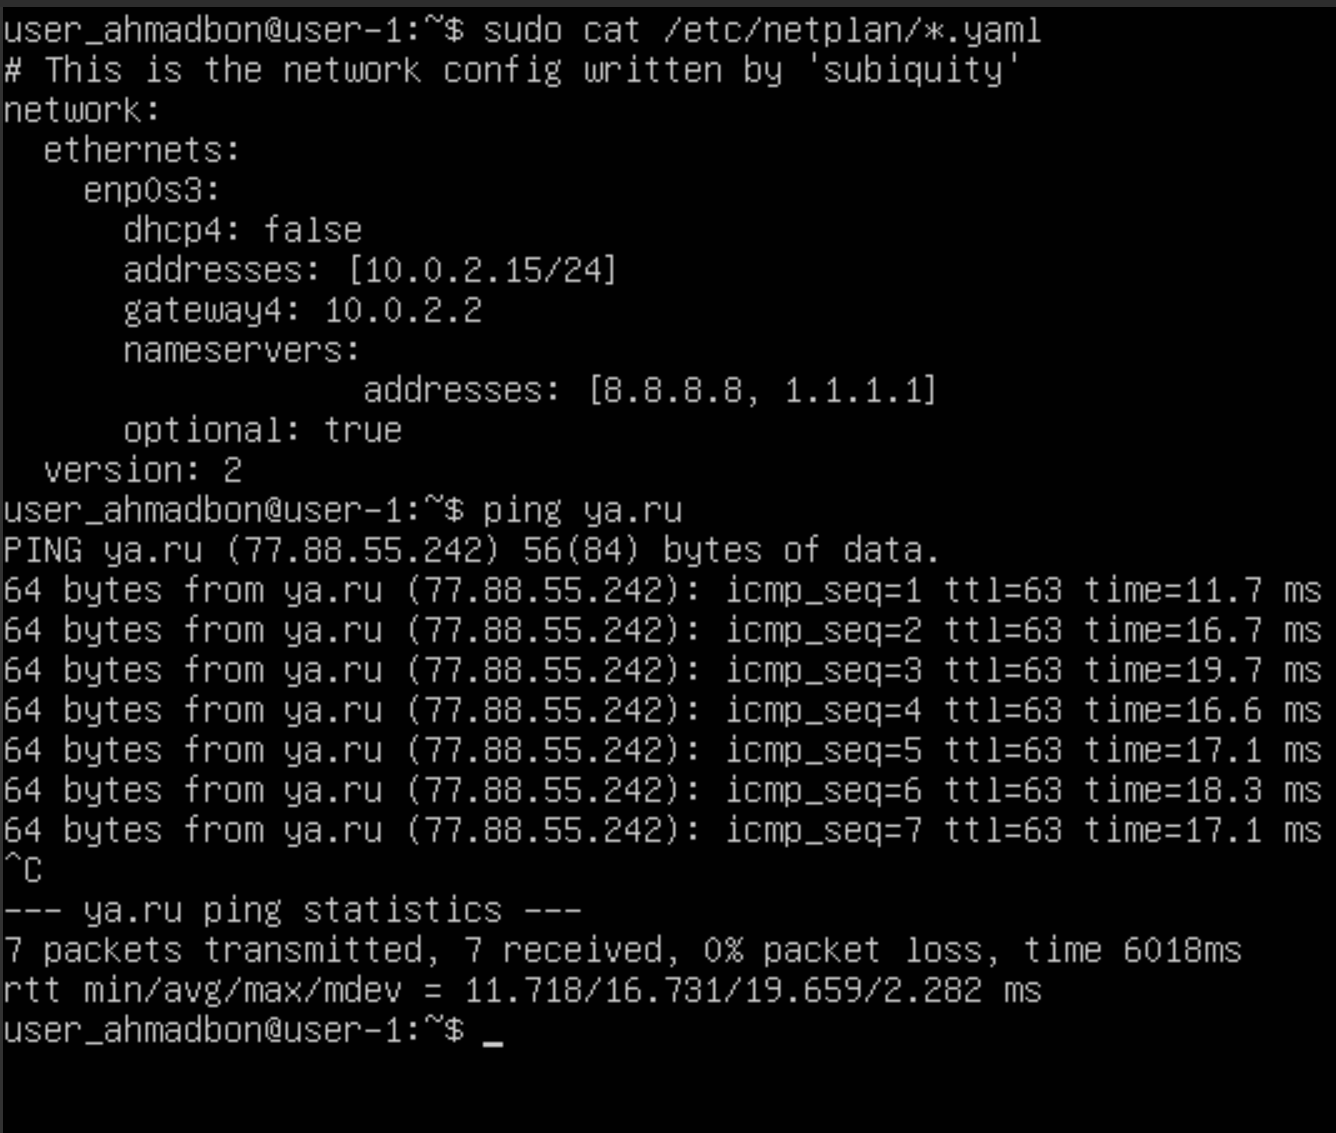 user_ahmadbon@user-1:~$ sudo cat /etc/netplan/*.yaml
# This is the network config written by 'subiquity'
network:
  ethernets:
    enp0s3:
      dhcp4: false
      addresses: [10.0.2.15/24]
      gateway4: 10.0.2.2
      nameservers:
                  addresses: [8.8.8.8, 1.1.1.1]
      optional: true
  version: 2
user_ahmadbon@user-1:~$ ping ya.ru
PING ya.ru (77.88.55.242) 56(84) bytes of data.
64 bytes from ya.ru (77.88.55.242): icmp_seq=1 ttl=63 time=11.7 ms
64 bytes from ya.ru (77.88.55.242): icmp_seq=2 ttl=63 time=16.7 ms
64 bytes from ya.ru (77.88.55.242): icmp_seq=3 ttl=63 time=19.7 ms
64 bytes from ya.ru (77.88.55.242): icmp_seq=4 ttl=63 time=16.6 ms
64 bytes from ya.ru (77.88.55.242): icmp_seq=5 ttl=63 time=17.1 ms
64 bytes from ya.ru (77.88.55.242): icmp_seq=6 ttl=63 time=18.3 ms
64 bytes from ya.ru (77.88.55.242): icmp_seq=7 ttl=63 time=17.1 ms
^C
--- ya.ru ping statistics ---
7 packets transmitted, 7 received, 0% packet loss, time 6018ms
rtt min/avg/max/mdev = 11.718/16.731/19.659/2.282 ms
user_ahmadbon@user-1:~$ _